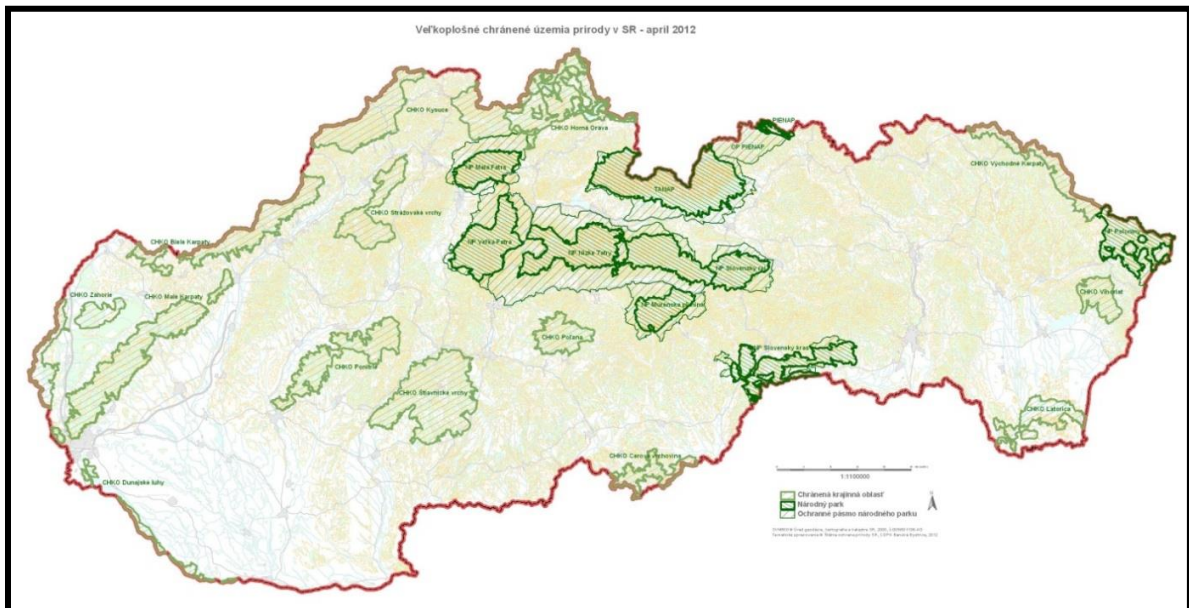 Veľkoplošné chránené územia prírody v SR - apríl 2012
CHKO Kysuce
CHKO Horná Orava
PIENAP
OP PIENAP
CHKO Východné Karpaty
NP Malá Fatra
TANAP
CHKO Strážovské vrchy
NP Poloniny
CHKO Biele Karpaty
NP Veľká Fatra
NP Nízke Tatry
NP Slovenský raj
CHKO Vihorlat
CHKO Záhorie
CHKO Malé Karpaty
NP Muránska planina
CHKO Poľana
NP Slovenský kras
CHKO Ponitrie
CHKO Štiavnické vrchy
CHKO Latorica
CHKO Cerová vrchovina
CHKO Dunajské luhy
1:1100000
Chránená krajinná oblasť
Národný park
Ochranné pásmo národného parku